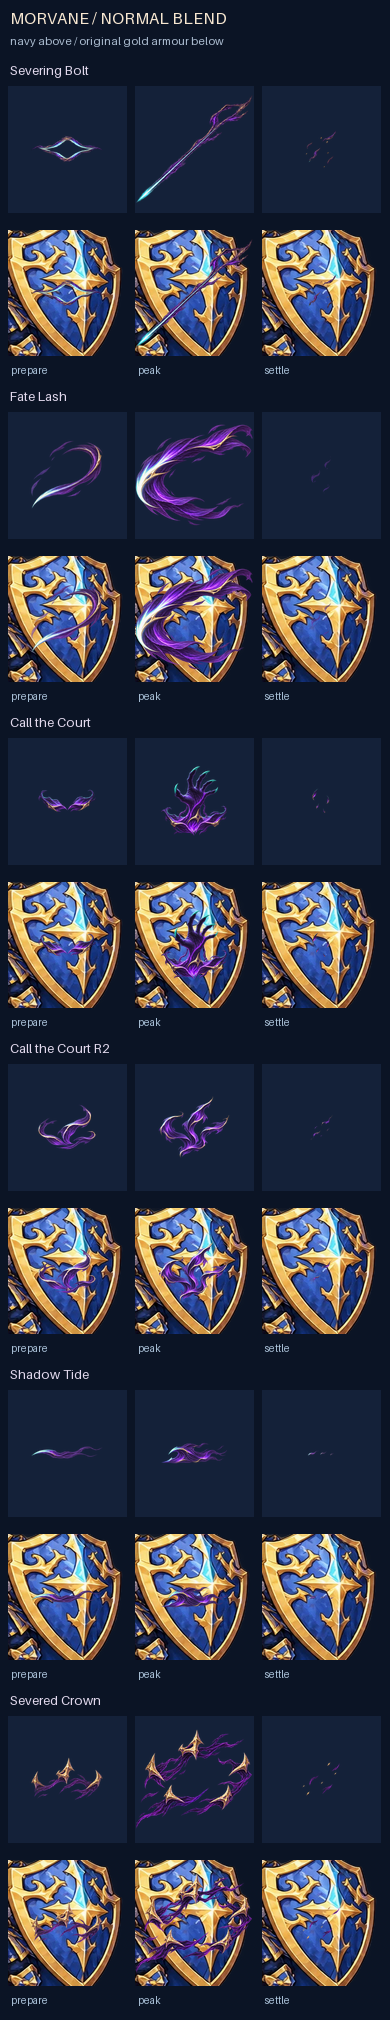 MORVANE / NORMAL BLEND
navy above / original gold armour below
Severing Bolt
prepare peak settle
Fate Lash
prepare peak settle
Call the Court
prepare peak settle
Call the Court R2
prepare peak settle
Shadow Tide
prepare peak settle
Severed Crown
prepare peak settle